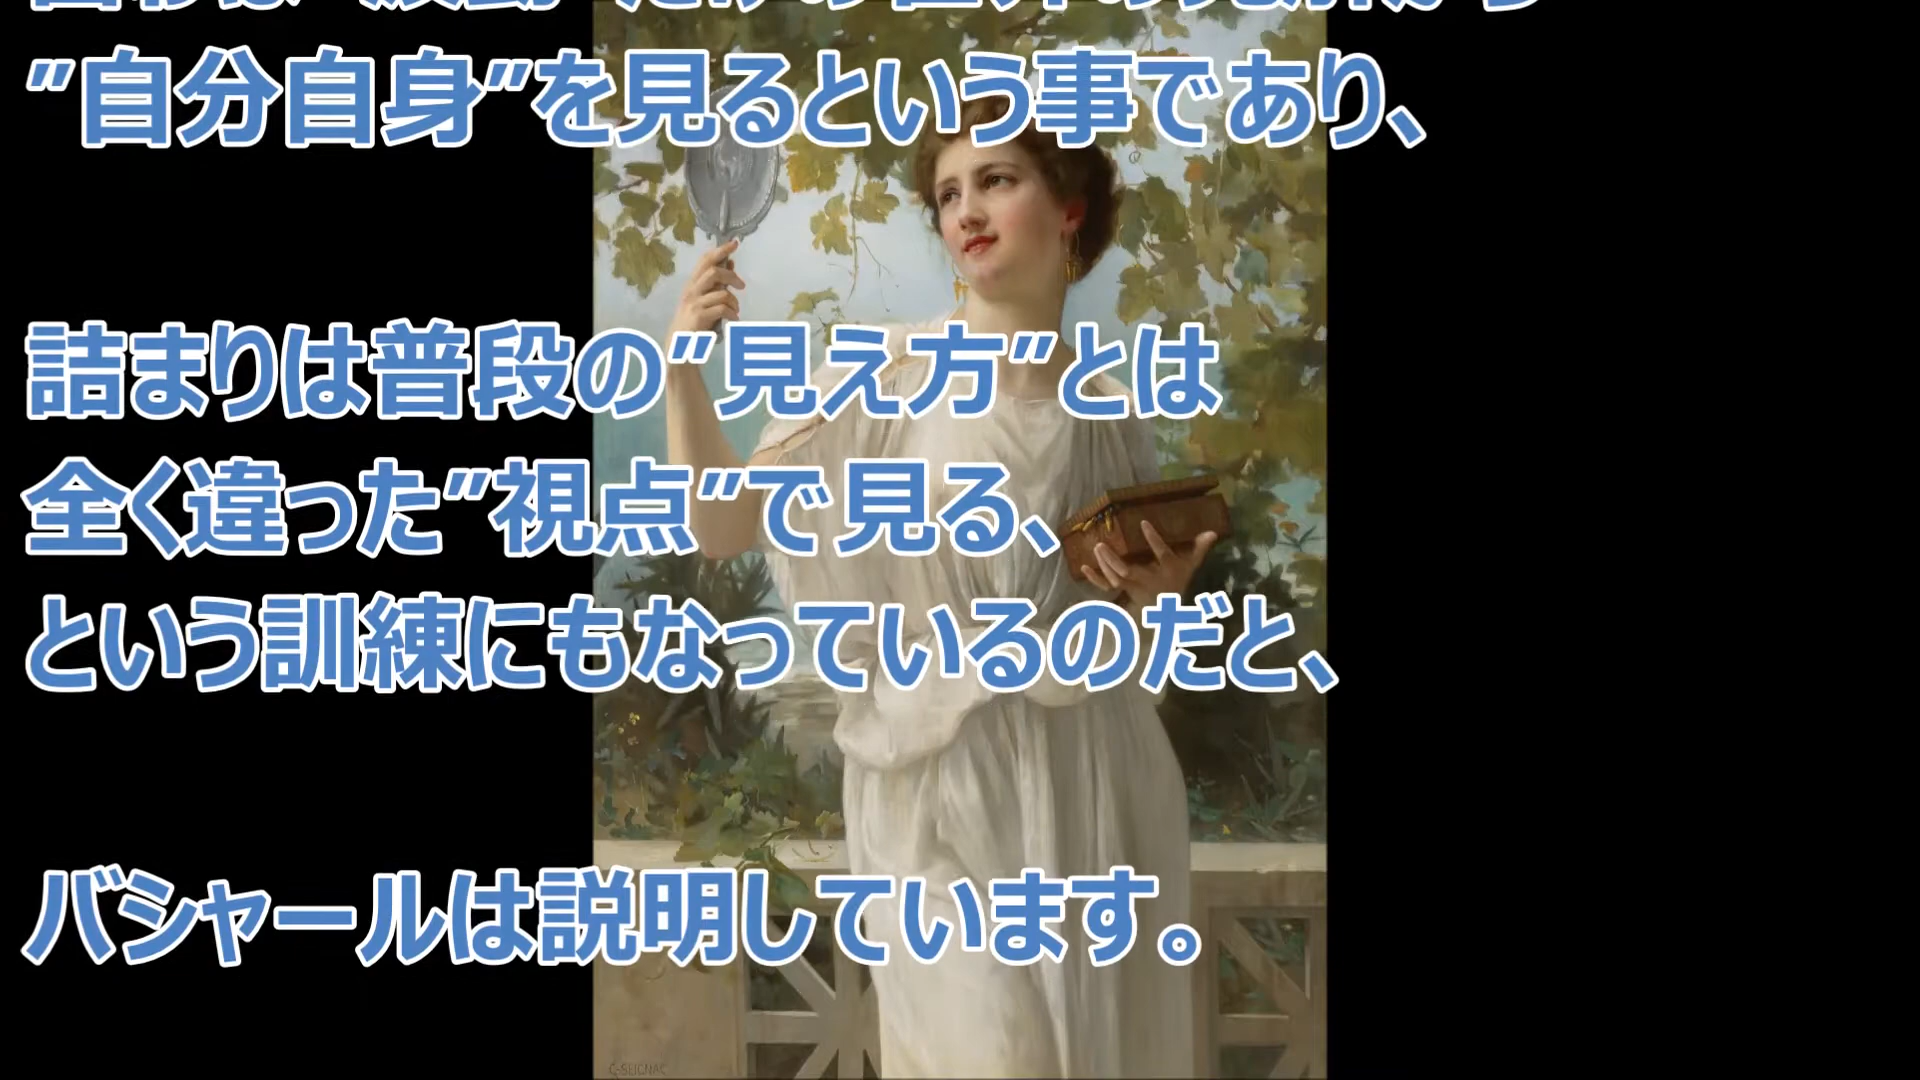 ”自分自身”を見るという事であり、
詰まりは普段の”見え方”とは
全く違った”視点”で見る、
という訓練にもなっているのだと、
バシャールは説明しています。
G-SEIGNAC